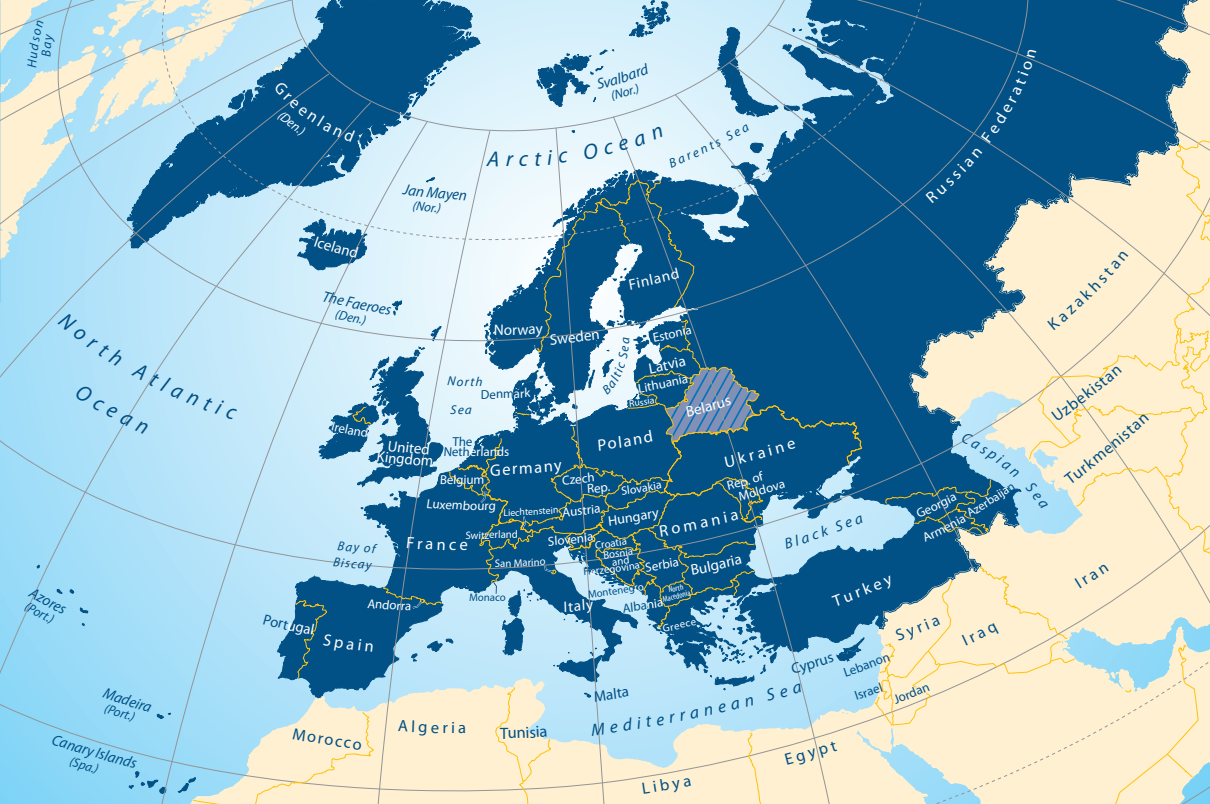 Hudson
Bay
Greenland
(Den.)
Svalbard
(Nor.)
Arctic Ocean
Barents Sea
Russian Federation
Jan Mayen
(Nor.)
Iceland
The Faeroes
(Den.)
Finland
Norway
Sweden
Estonia
Baltic Sea
Latvia
Lithuania
Russia
Belarus
North Atlantic
Ocean
North
Sea
Denmark
Kazakhstan
Uzbekistan
Turkmenistan
Caspian Sea
Ireland
United
Kingdom
The
Netherlands
Belgium
Germany
Poland
Ukraine
Luxembourg
Czech
Rep.
Slovakia
Rep. of
Moldova
Liechtenstein
Austria
Hungary
Romania
Georgia
Armenia
Azerbaijan
France
Switzerland
Slovenia
Croatia
Bosnia
and
Herzegovina
Serbia
Bulgaria
Black Sea
Bay of
Biscay
San Marino
Monaco
Montenegro
North
Macedonia
Albania
Italy
Greece
Turkey
Andorra
Portugal
Spain
Azores
(Port.)
Madeira
(Port.)
Canary Islands
(Spa.)
Malta
Mediterranean Sea
Cyprus
Lebanon
Israel
Jordan
Syria
Iraq
Iran
Morocco
Algeria
Tunisia
Libya
Egypt